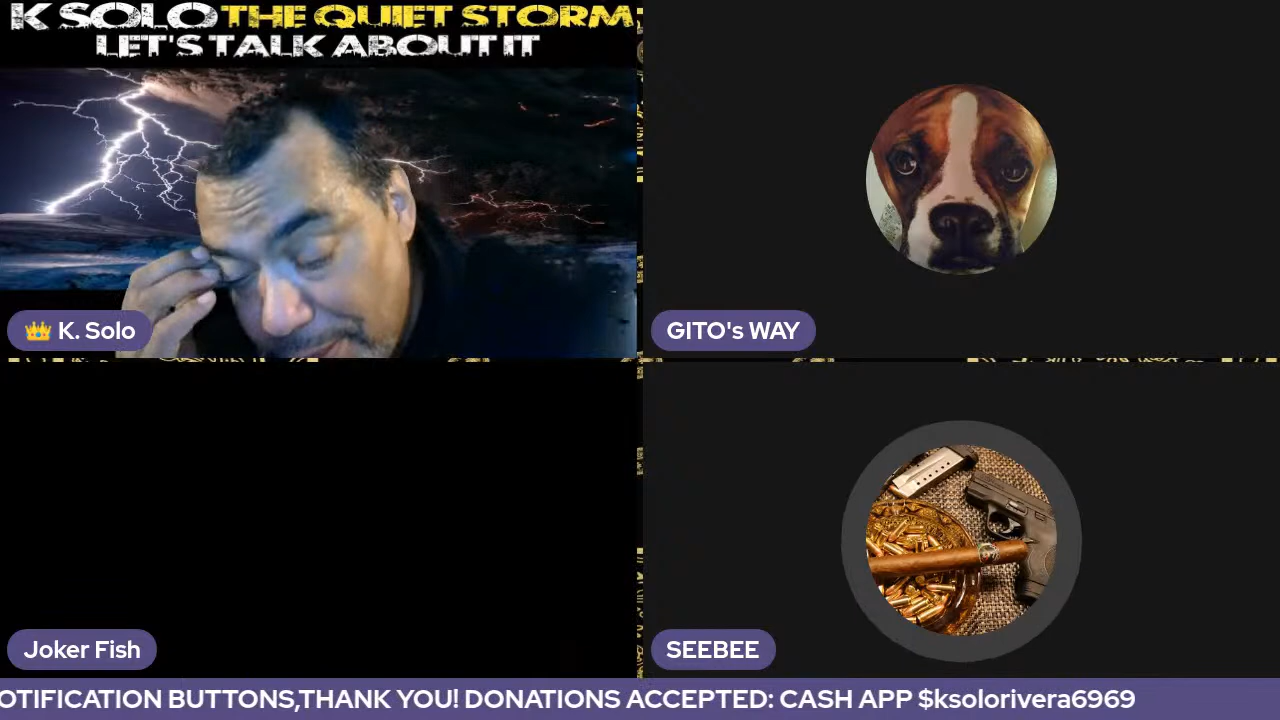 K SOLO THE QUIET STORM
LET'S TALK ABOUT IT
K. Solo
GITO's WAY
Joker Fish
SEEBEE
OTIFICATION BUTTONS,THANK YOU! DONATIONS ACCEPTED: CASH APP $ksolorivera6969